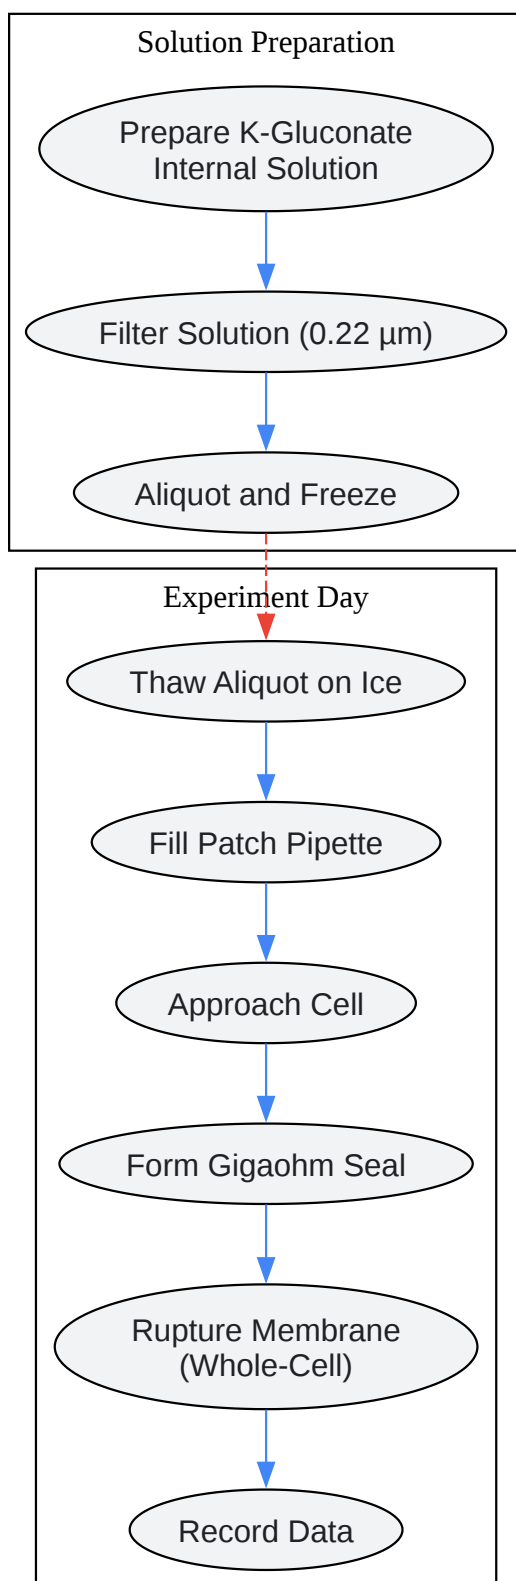 Solution Preparation
Prepare K-Gluconate
Internal Solution
Filter Solution (0.22 µm)
Aliquot and Freeze
Experiment Day
Thaw Aliquot on Ice
Fill Patch Pipette
Approach Cell
Form Gigaohm Seal
Rupture Membrane
(Whole-Cell)
Record Data